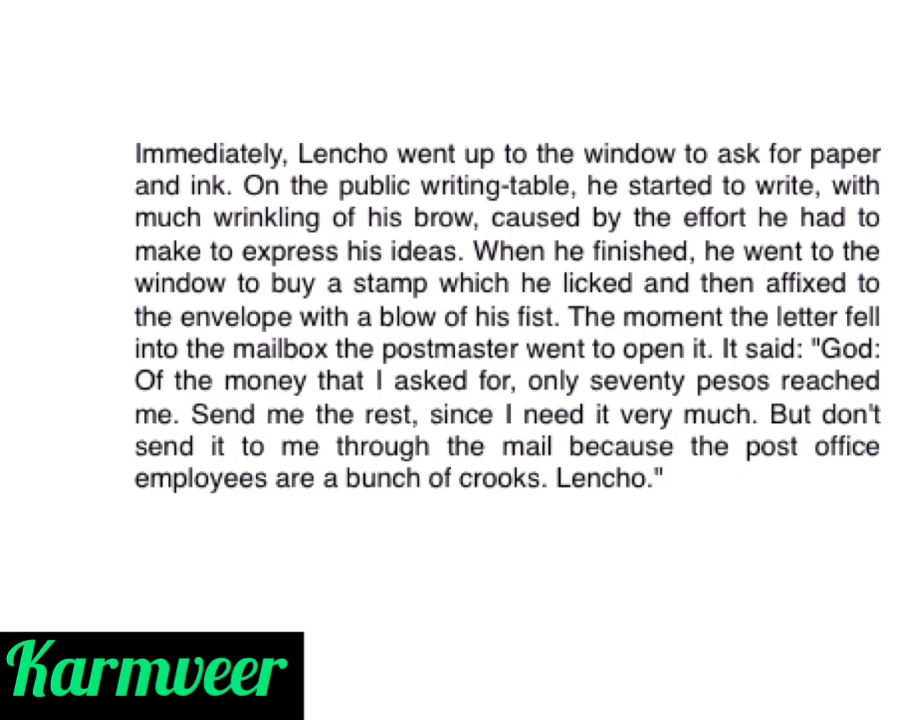 Immediately, Lencho went up to the window to ask for paper
and ink. On the public writing-table, he started to write, with
much wrinkling of his brow, caused by the effort he had to
make to express his ideas. When he finished, he went to the
window to buy a stamp which he licked and then affixed to
the envelope with a blow of his fist. The moment the letter fell
into the mailbox the postmaster went to open it. It said: "God:
Of the money that I asked for, only seventy pesos reached
me. Send me the rest, since I need it very much. But don't
send it to me through the mail because the post office
employees are a bunch of crooks. Lencho."
Karmveer